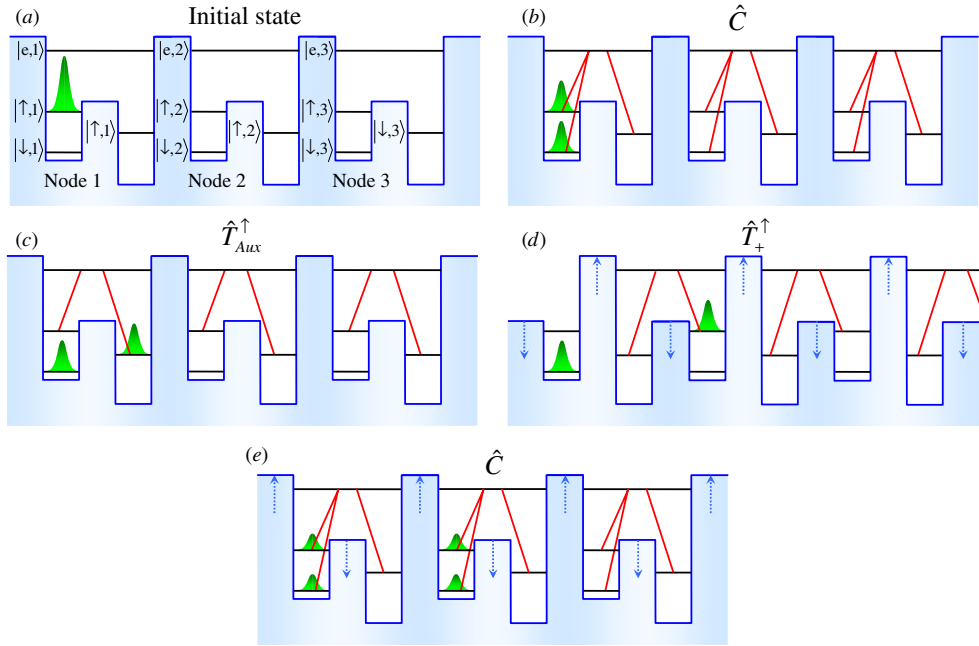 (a) Initial state
|e,1⟩ |e,2⟩ |e,3⟩
|↑,1⟩ |↑,2⟩ |↑,3⟩
|↑,1⟩ |↑,2⟩ |↓,3⟩
|↓,1⟩ |↓,2⟩ |↓,3⟩
Node 1 Node 2 Node 3
(b) Ĉ
(c) T̂↑Aux
(d) T̂↑+
(e) Ĉ